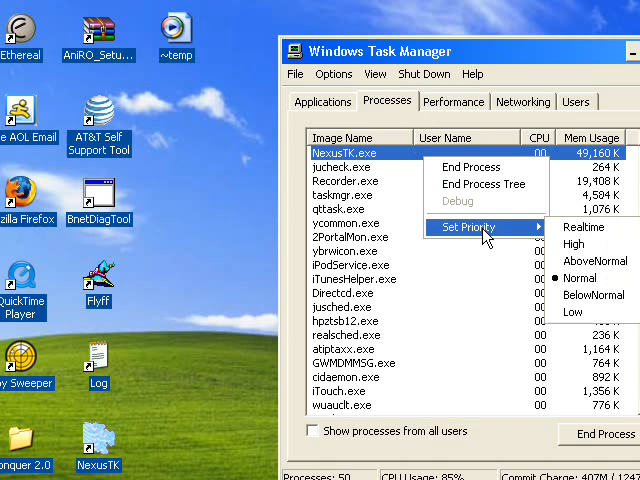 Ethereal
AniRO_Setu...
~temp
e AOL Email
AT&T Self
Support Tool
zilla Firefox
BnetDiagTool
QuickTime
Player
Flyff
py Sweeper
Log
onquer 2.0
NexusTK
Windows Task Manager
File Options View Shut Down Help
Applications Processes Performance Networking Users
Image Name User Name CPU Mem Usage
NexusTK.exe 00 49,160 K
jucheck.exe 264 K
Recorder.exe 19,408 K
taskmgr.exe 4,584 K
qttask.exe 1,076 K
ycommon.exe
2PortalMon.exe
ybrwicon.exe
iPodService.exe
iTunesHelper.exe
Directcd.exe
jusched.exe
hpztsb12.exe 00
realsched.exe 00 236 K
atiptaxx.exe 00 1,164 K
GWMDMMSG.exe 00 764 K
cidaemon.exe 00 892 K
iTouch.exe 00 1,356 K
wuauclt.exe 00 776 K
End Process
End Process Tree
Debug
Set Priority
Realtime
High
AboveNormal
Normal
BelowNormal
Low
Show processes from all users
End Process
Processes: 50 CPU Usage: 85% Commit Charge: 407M / 1247